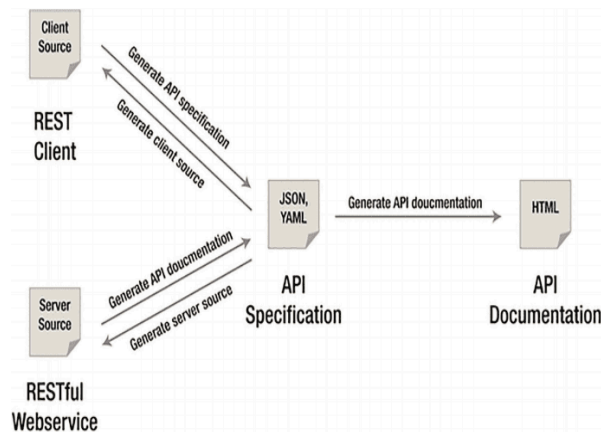 Client
Source
REST
Client
Generate API specification
Generate client source
JSON,
YAML
API
Specification
Generate API doucmentation
HTML
API
Documentation
Generate API doucmentation
Generate server source
Server
Source
RESTful
Webservice